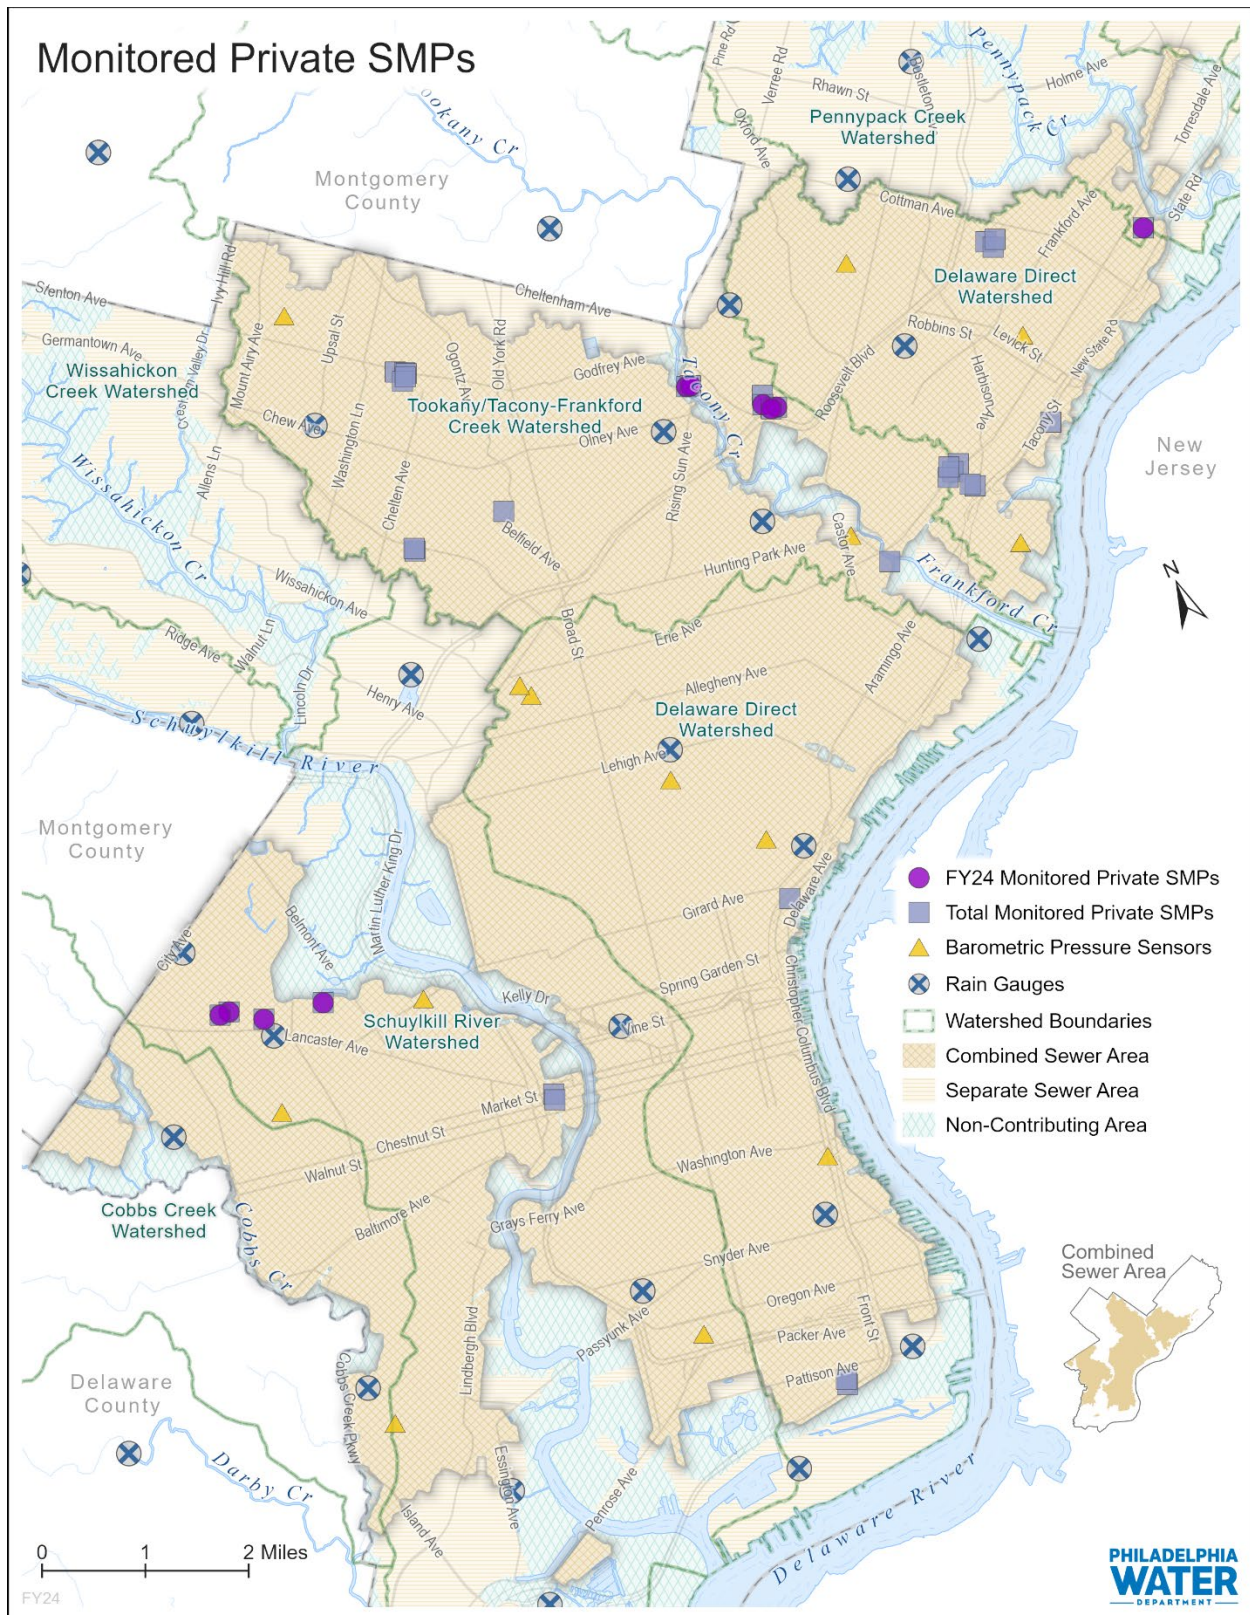 Monitored Private SMPs
Pine Rd
Verree Rd
Rhawn St
Holme Ave
Pennypack Cr
Torresdale Ave
Oxford Ave
Pennypack Creek
Watershed
ookany Cr
Montgomery
County
Cottman Ave
Frankford Ave
State Rd
Delaware Direct
Watershed
Ivy Hill Rd
Stenton Ave
Cheltenham Ave
Germantown Ave
Wissahickon
Creek Watershed
Mount Airy Ave
Upsal St
Ogontz Ave
Old York Rd
Godfrey Ave
Tacony Cr
Robbins St
Levick St
New State Rd
Roosevelt Blvd
Harbison Ave
Tacony St
Tookany/Tacony-Frankford
Creek Watershed
Chew Ave
Olney Ave
Washington Ln
Allens Ln
Chelten Ave
Rising Sun Ave
New
Jersey
Wissahickon Cr
Belfield Ave
Castor Ave
Hunting Park Ave
Frankford Cr
N
Wissahickon Ave
Walnut Ln
Ridge Ave
Broad St
Erie Ave
Aramingo Ave
Lincoln Dr
Henry Ave
Allegheny Ave
Delaware Direct
Watershed
Schuylkill River
Lehigh Ave
Montgomery
County
Martin Luther King Dr
Girard Ave
Delaware Ave
Belmont Ave
City Ave
Spring Garden St
Kelly Dr
Christopher Columbus Blvd
Vine St
Schuylkill River
Watershed
Lancaster Ave
Market St
Chestnut St
Walnut St
Washington Ave
FY24 Monitored Private SMPs
Total Monitored Private SMPs
Barometric Pressure Sensors
Rain Gauges
Watershed Boundaries
Combined Sewer Area
Separate Sewer Area
Non-Contributing Area
Cobbs Creek
Watershed
Cobbs Cr
Baltimore Ave
Grays Ferry Ave
Snyder Ave
Oregon Ave
Front St
Packer Ave
Pattison Ave
Passyunk Ave
Lindbergh Blvd
Combined
Sewer Area
Delaware
County
Cobbs Creek Pkwy
Darby Cr
Essington Ave
Penrose Ave
Island Ave
Delaware River
0 1 2 Miles
FY24
PHILADELPHIA
WATER
DEPARTMENT